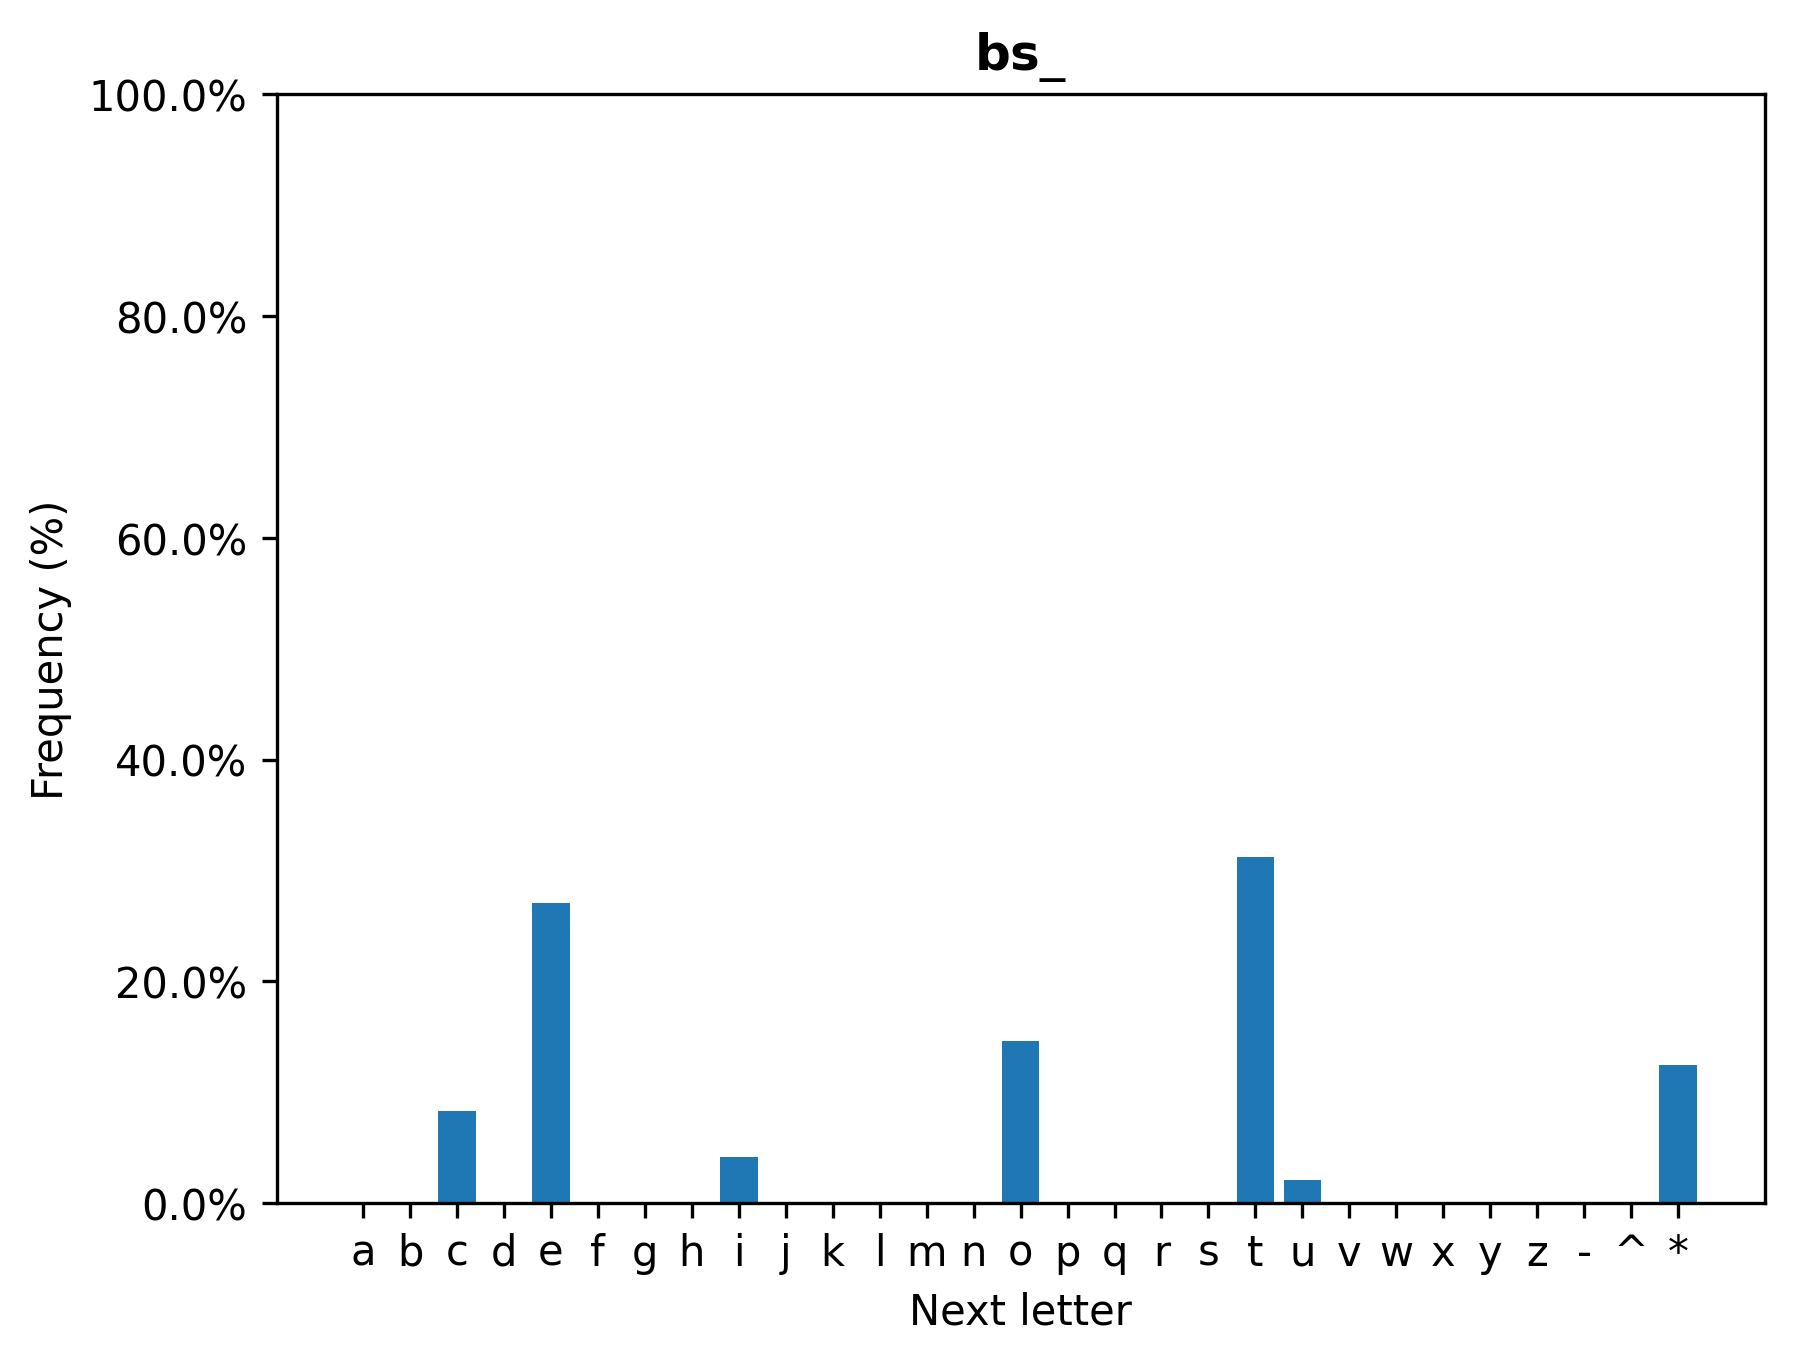 bs_
100.0%
80.0%
60.0%
40.0%
20.0%
0.0%
Frequency (%)
a b c d e f g h i j k l m n o p q r s t u v w x y z - ^ *
Next letter